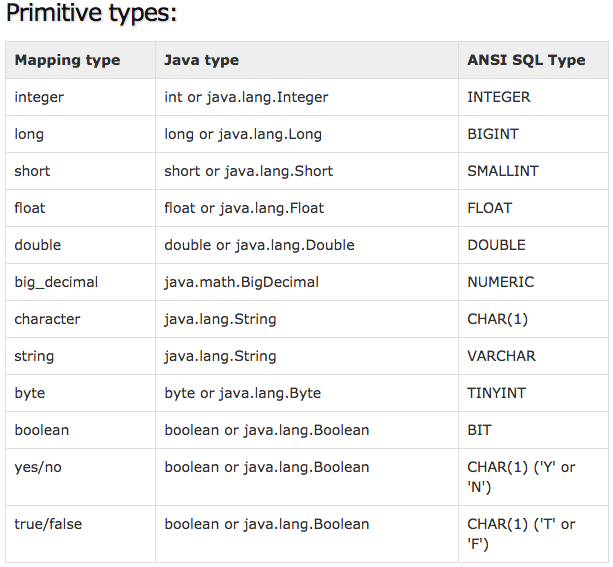 Primitive types:
Mapping type Java type ANSI SQL Type
integer int or java.lang.Integer INTEGER
long long or java.lang.Long BIGINT
short short or java.lang.Short SMALLINT
float float or java.lang.Float FLOAT
double double or java.lang.Double DOUBLE
big_decimal java.math.BigDecimal NUMERIC
character java.lang.String CHAR(1)
string java.lang.String VARCHAR
byte byte or java.lang.Byte TINYINT
boolean boolean or java.lang.Boolean BIT
yes/no boolean or java.lang.Boolean CHAR(1) ('Y' or
'N')
true/false boolean or java.lang.Boolean CHAR(1) ('T' or
'F')